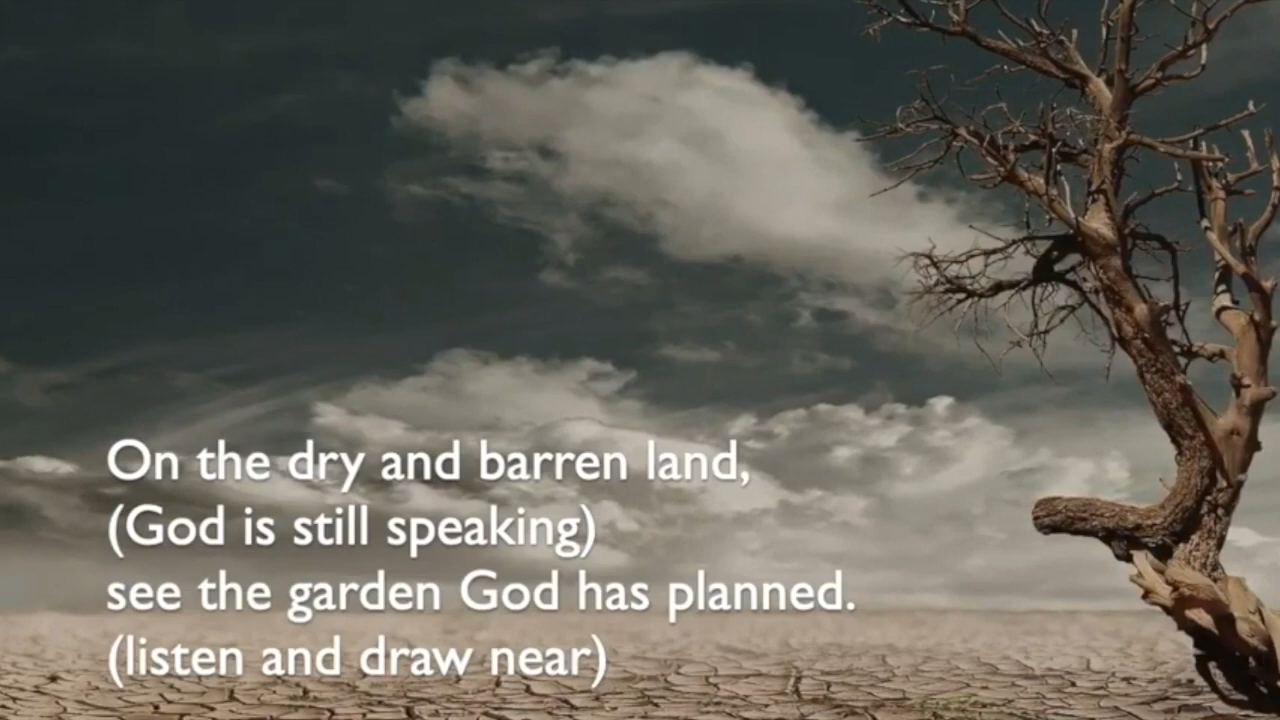 On the dry and barren land,
(God is still speaking)
see the garden God has planned.
(listen and draw near)